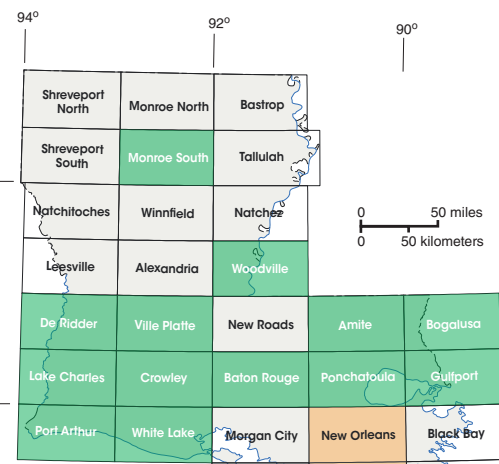 94°
92°
90°
Shreveport
North
Monroe North
Bastrop
Shreveport
South
Monroe South
Tallulah
Natchitoches
Winnfield
Natchez
0 50 miles
0 50 kilometers
Leesville
Alexandria
Woodville
De Ridder
Ville Platte
New Roads
Amite
Bogalusa
Lake Charles
Crowley
Baton Rouge
Ponchatoula
Gulfport
Port Arthur
White Lake
Morgan City
New Orleans
Black Bay